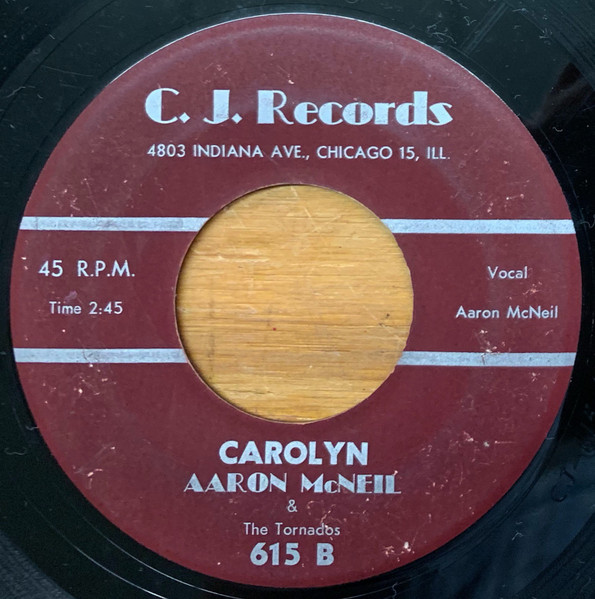 C. J. Records
4803 INDIANA AVE., CHICAGO 15, ILL.
45 R.P.M.
Time 2:45
Vocal
Aaron McNeil
CAROLYN
AARON McNEIL
&
The Tornados
615 B